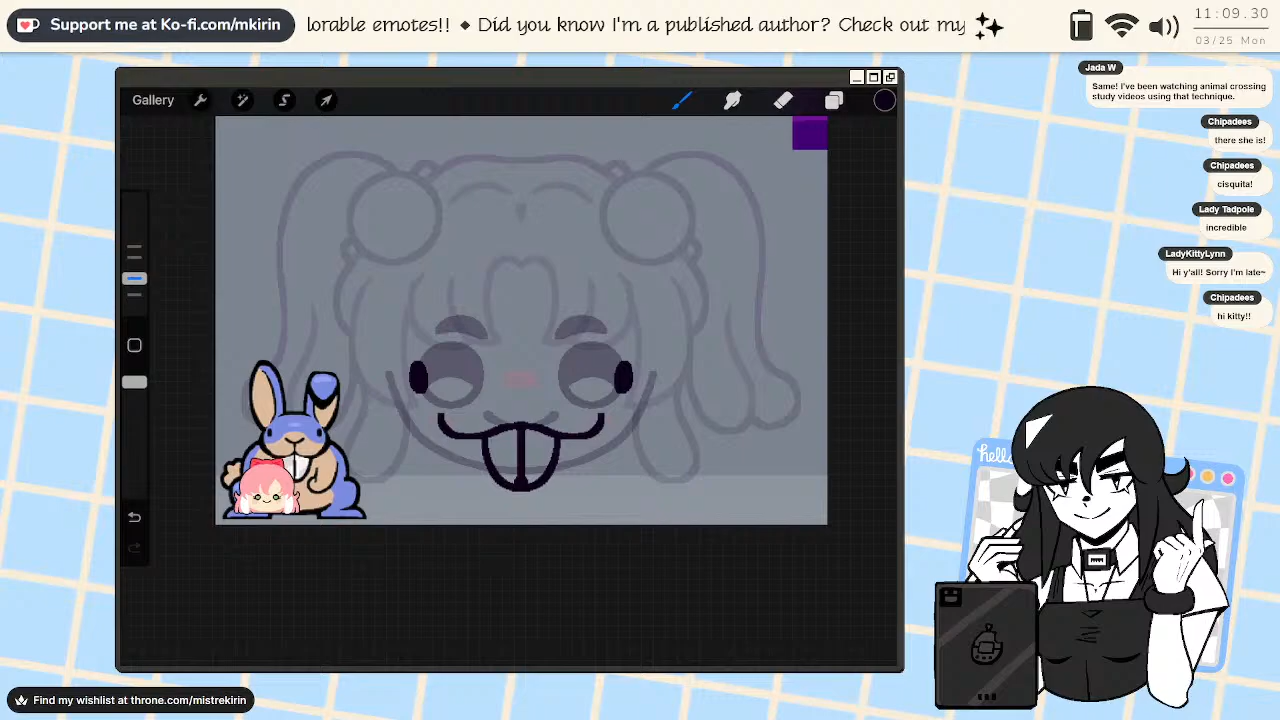 Support me at Ko-fi.com/mkirin
lorable emotes!! ◆ Did you know I'm a published author? Check out my
11:09.30
03/25 Mon
Jada W
Same! I've been watching animal crossing
study videos using that technique.
Chipadees
there she is!
Chipadees
cisquita!
Lady Tadpole
incredible
LadyKittyLynn
Hi y'all! Sorry I'm late~
Chipadees
hi kitty!!
Gallery
hello
Find my wishlist at throne.com/mistrekirin